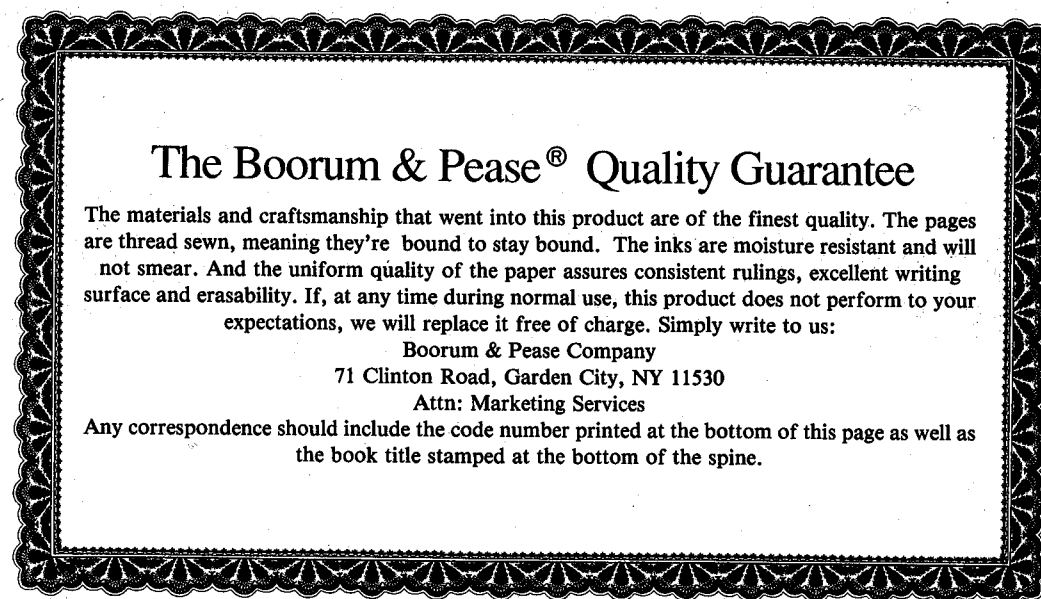 The Boorum & Pease® Quality Guarantee
The materials and craftsmanship that went into this product are of the finest quality. The pages
are thread sewn, meaning they're bound to stay bound. The inks are moisture resistant and will
not smear. And the uniform quality of the paper assures consistent rulings, excellent writing
surface and erasability. If, at any time during normal use, this product does not perform to your
expectations, we will replace it free of charge. Simply write to us:
Boorum & Pease Company
71 Clinton Road, Garden City, NY 11530
Attn: Marketing Services
Any correspondence should include the code number printed at the bottom of this page as well as
the book title stamped at the bottom of the spine.